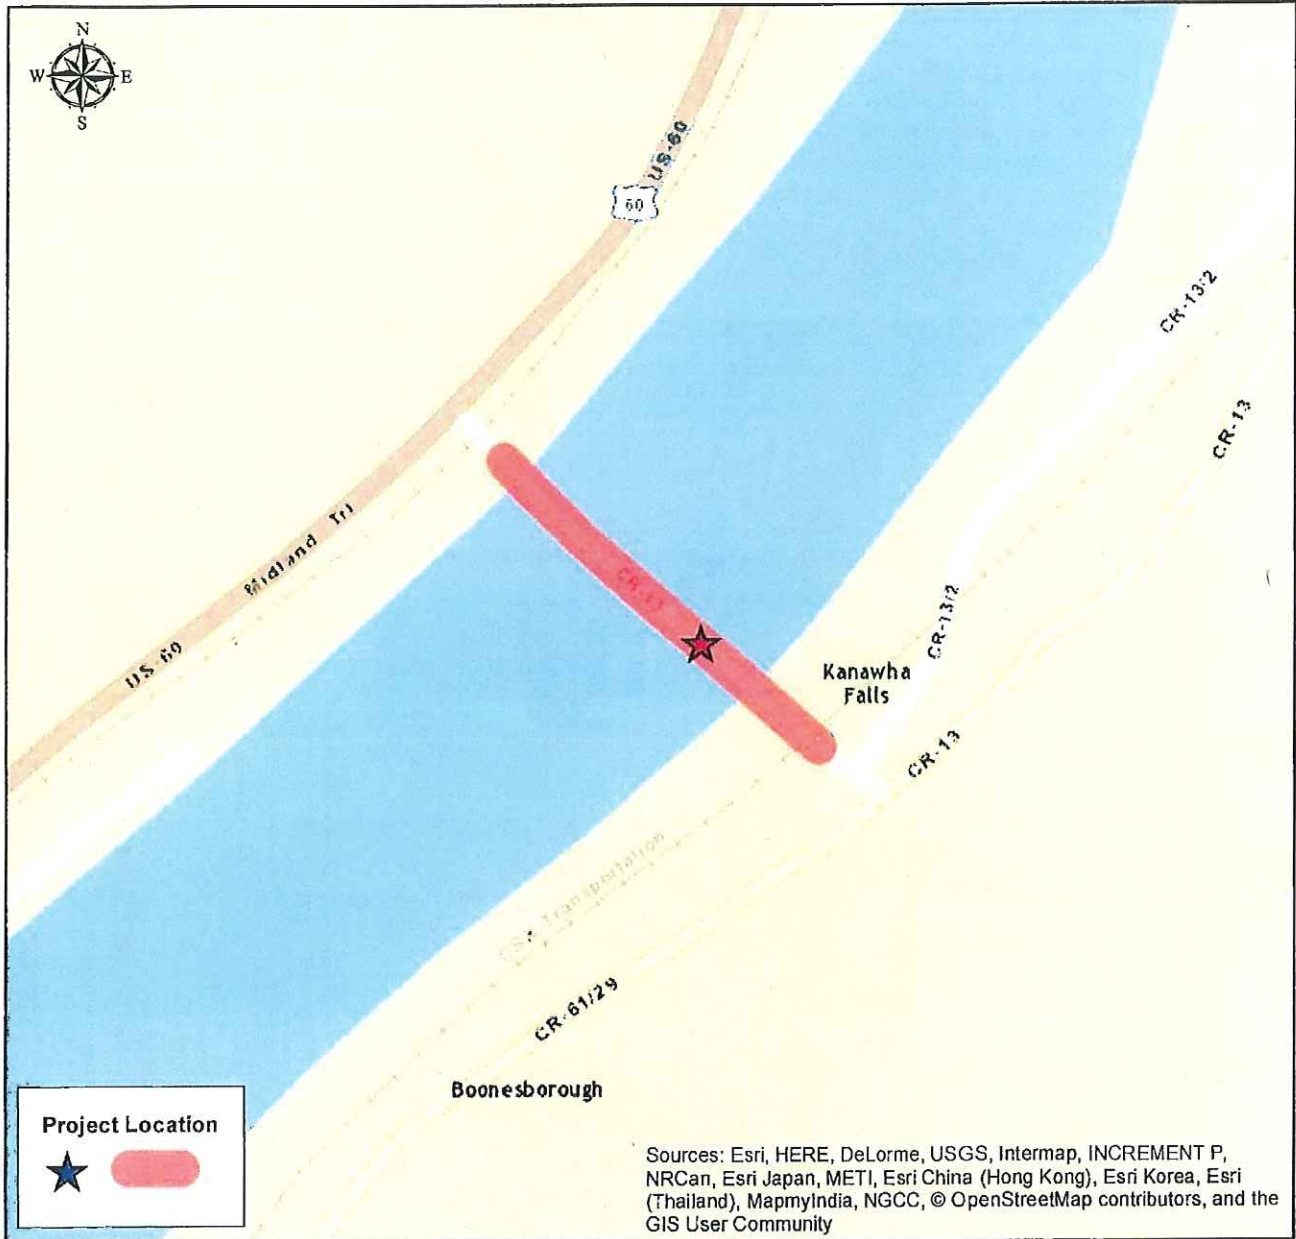 N
W E
S
US-60
60
CR-13/2
CR-13
Midland Trl
US-60
CR-13/2
Kanawha
Falls
CR-13
Transportation
CR-61/29
Boonesborough
Project Location
Sources: Esri, HERE, DeLorme, USGS, Intermap, INCREMENT P,
NRCan, Esri Japan, METI, Esri China (Hong Kong), Esri Korea, Esri
(Thailand), MapmyIndia, NGCC, © OpenStreetMap contributors, and the
GIS User Community